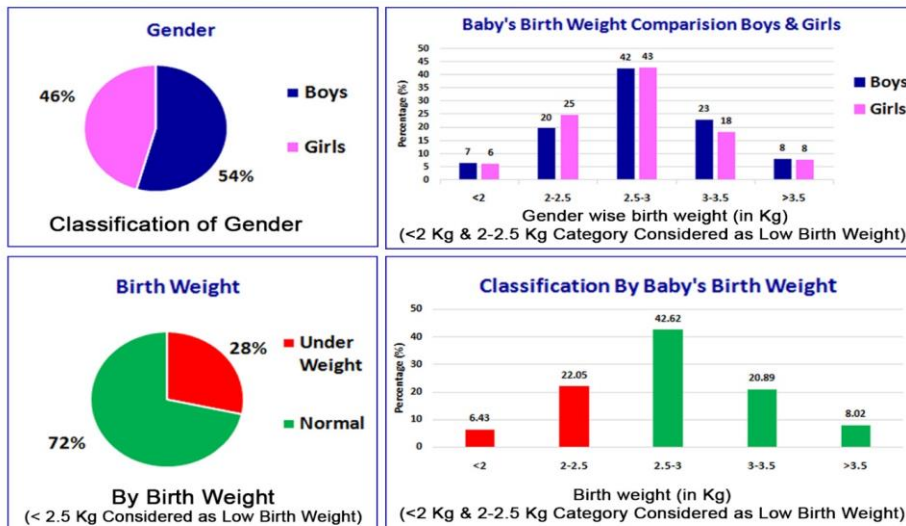 Gender
46%
54%
Boys
Girls
Classification of Gender
Baby's Birth Weight Comparision Boys & Girls
Percentage (%)
50
45
40
35
30
25
20
15
10
5
0
7 6
20 25
42 43
23 18
8 8
<2 2-2.5 2.5-3 3-3.5 >3.5
Boys
Girls
Gender wise birth weight (in Kg)
(<2 Kg & 2-2.5 Kg Category Considered as Low Birth Weight)
Birth Weight
28%
72%
Under
Weight
Normal
By Birth Weight
(< 2.5 Kg Considered as Low Birth Weight)
Classification By Baby's Birth Weight
Percentage (%)
50
40
30
20
10
0
6.43
22.05
42.62
20.89
8.02
<2 2-2.5 2.5-3 3-3.5 >3.5
Birth weight (in Kg)
(<2 Kg & 2-2.5 Kg Category Considered as Low Birth Weight)